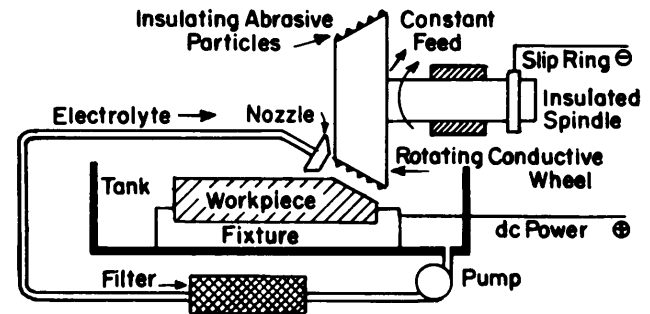 Insulating Abrasive
Particles
Constant
Feed
Slip Ring ⊖
Insulated
Spindle
Electrolyte
Nozzle
Rotating Conductive
Wheel
Tank
Workpiece
Fixture
dc Power ⊕
Filter
Pump